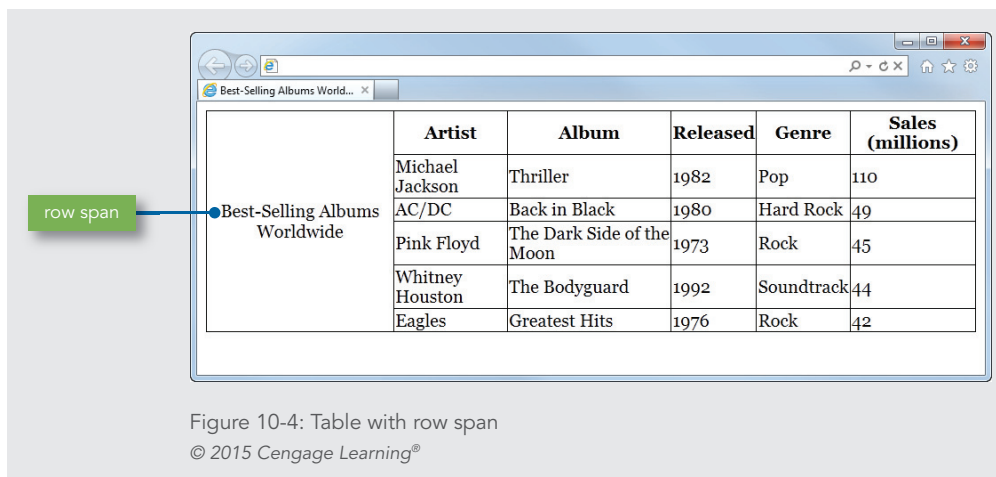 Best-Selling Albums World...
row span
Best-Selling Albums
Worldwide
Artist Album Released Genre Sales
(millions)
Michael
Jackson Thriller 1982 Pop 110
AC/DC Back in Black 1980 Hard Rock 49
Pink Floyd The Dark Side of the
Moon 1973 Rock 45
Whitney
Houston The Bodyguard 1992 Soundtrack 44
Eagles Greatest Hits 1976 Rock 42
Figure 10-4: Table with row span
© 2015 Cengage Learning®